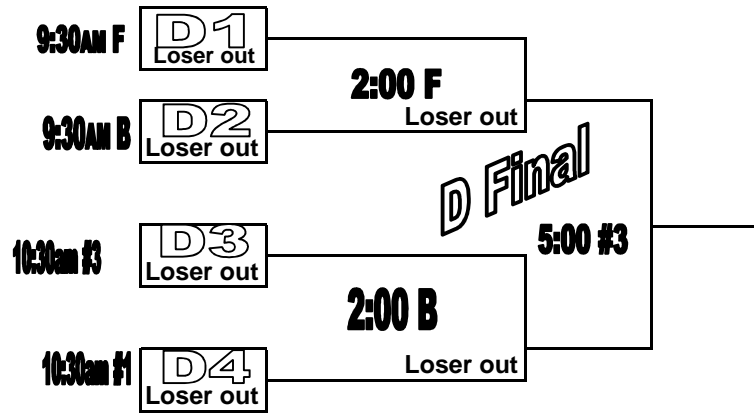 9:30AM F
D1
Loser out
2:00 F
Loser out
9:30AM B
D2
Loser out
D Final
5:00 #3
10:30am #3
D3
Loser out
2:00 B
Loser out
10:30am #1
D4
Loser out